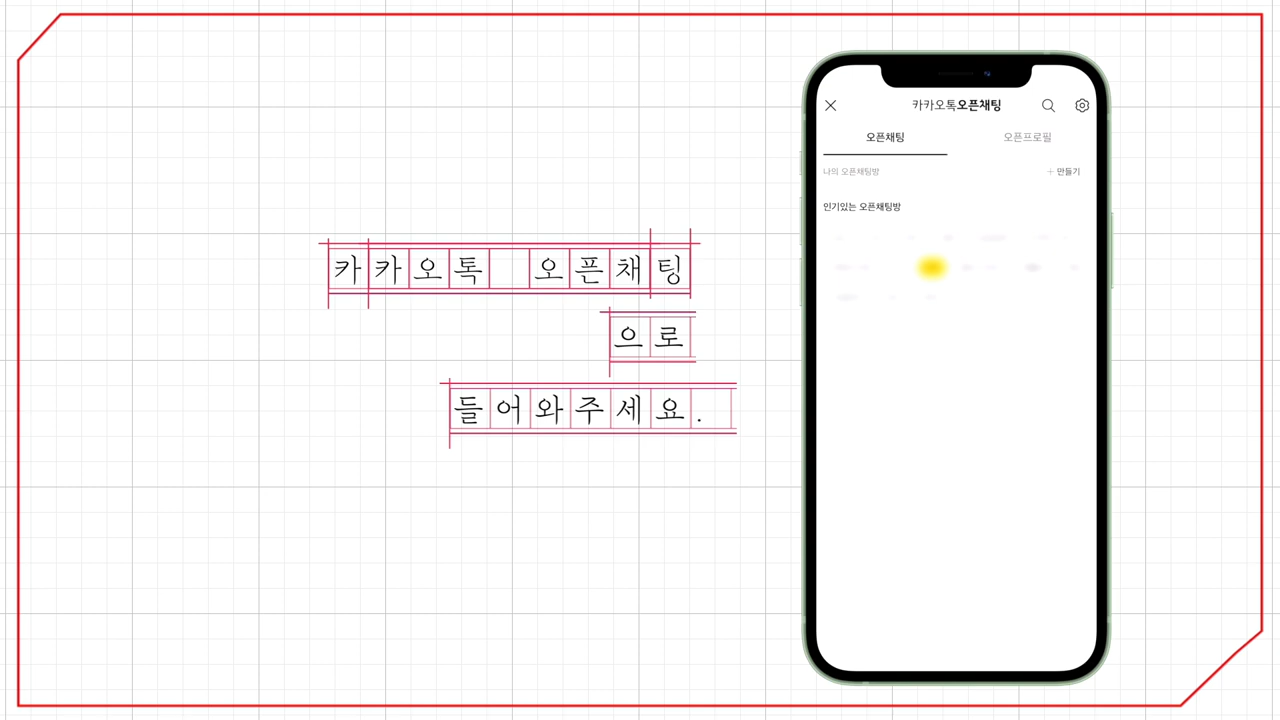 카카오톡 오픈채팅
으로
들어와주세요.
카카오톡오픈채팅
오픈채팅
오픈프로필
나의 오픈채팅방
+ 만들기
인기있는 오픈채팅방